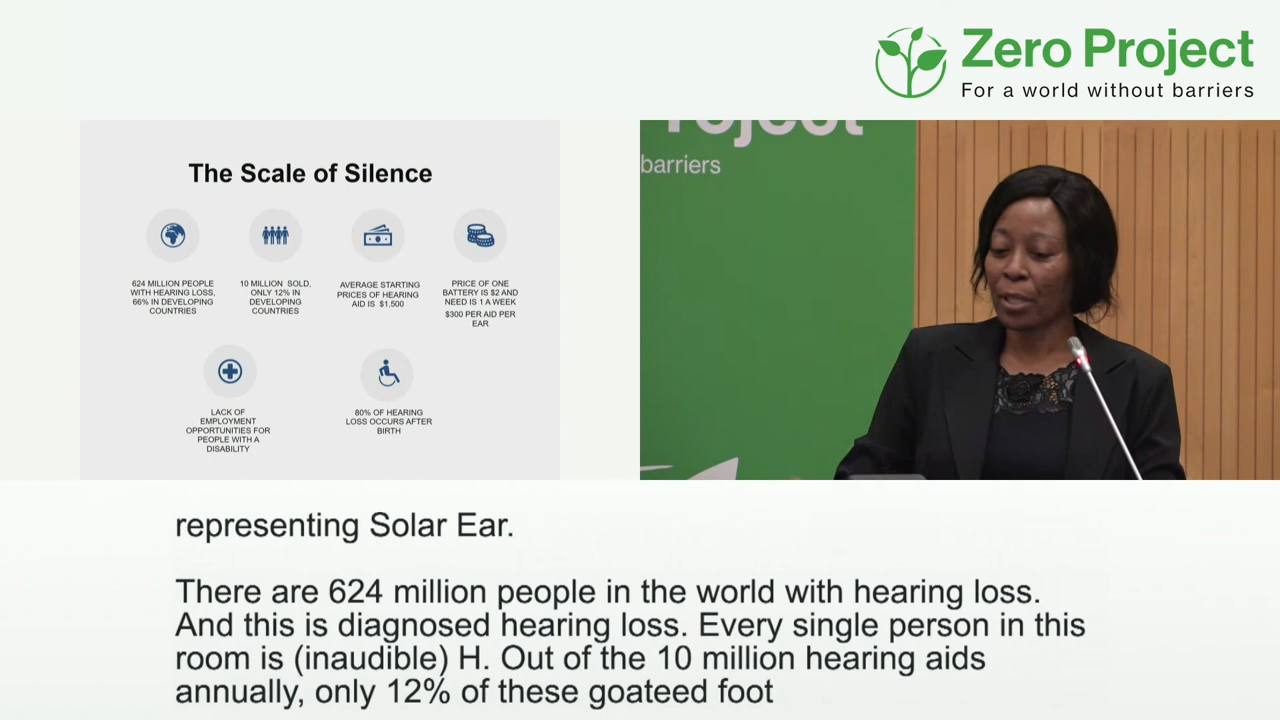 Zero Project
For a world without barriers
The Scale of Silence
624 MILLION PEOPLE
WITH HEARING LOSS,
66% IN DEVELOPING
COUNTRIES
10 MILLION SOLD,
ONLY 12% IN
DEVELOPING
COUNTRIES
AVERAGE STARTING
PRICES OF HEARING
AID IS $1,500
PRICE OF ONE
BATTERY IS $2 AND
NEED IS 1 A WEEK
$300 PER AID PER
EAR
LACK OF
EMPLOYMENT
OPPORTUNITIES FOR
PEOPLE WITH A
DISABILITY
80% OF HEARING
LOSS OCCURS AFTER
BIRTH
roject
barriers
representing Solar Ear.
There are 624 million people in the world with hearing loss.
And this is diagnosed hearing loss. Every single person in this
room is (inaudible) H. Out of the 10 million hearing aids
annually, only 12% of these goateed foot